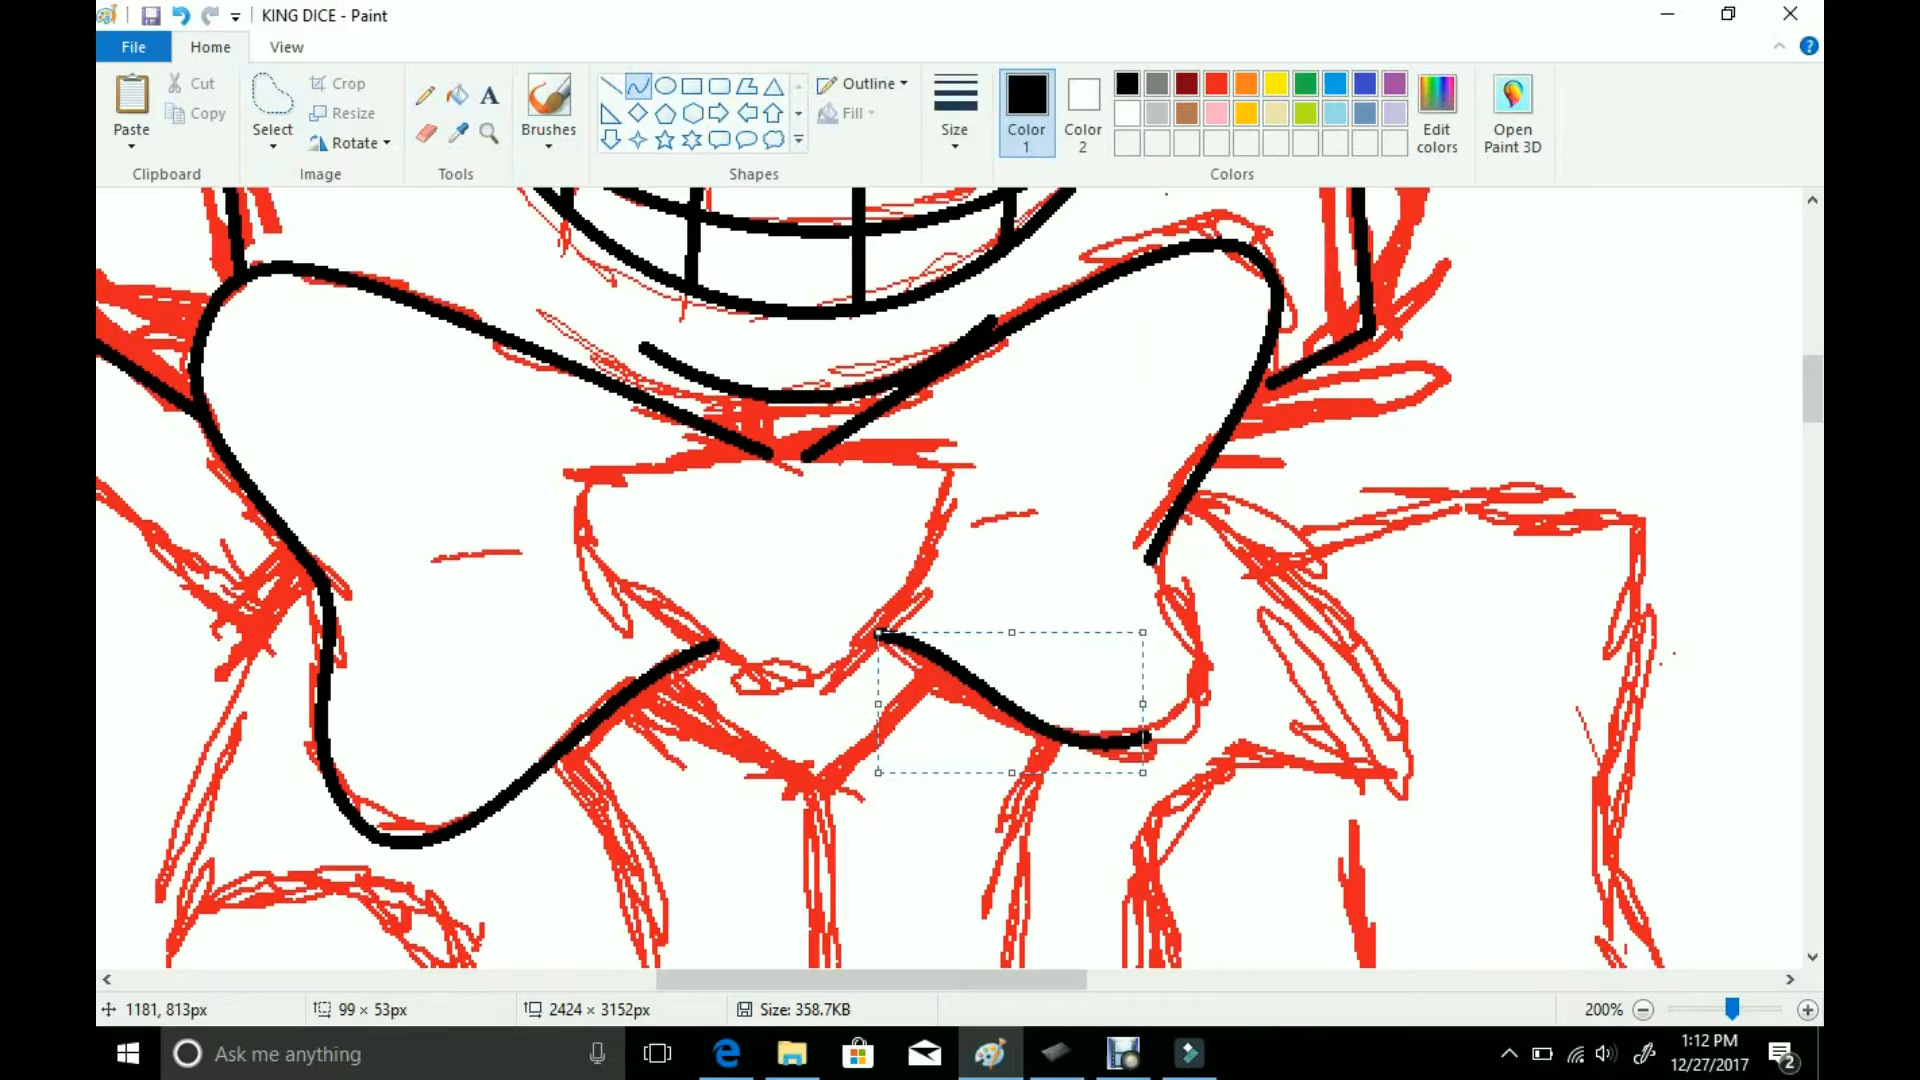 KING DICE - Paint
File Home View
Paste
Cut
Copy
Clipboard
Select
Crop
Resize
Rotate
Image
A
Tools
Brushes
Outline
Fill
Shapes
Size
Color 1
Color 2
Edit colors
Colors
Open Paint 3D
1181, 813px 99 × 53px 2424 × 3152px Size: 358.7KB 200%
Ask me anything
1:12 PM
12/27/2017
2